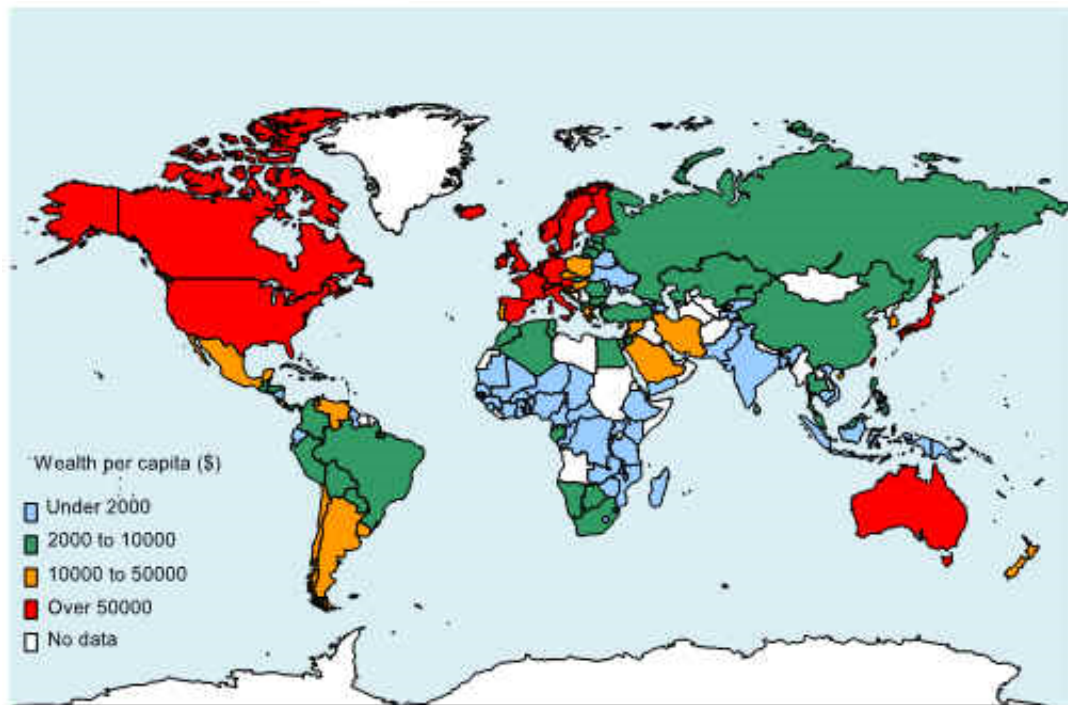 Wealth per capita ($)
Under 2000
2000 to 10000
10000 to 50000
Over 50000
No data